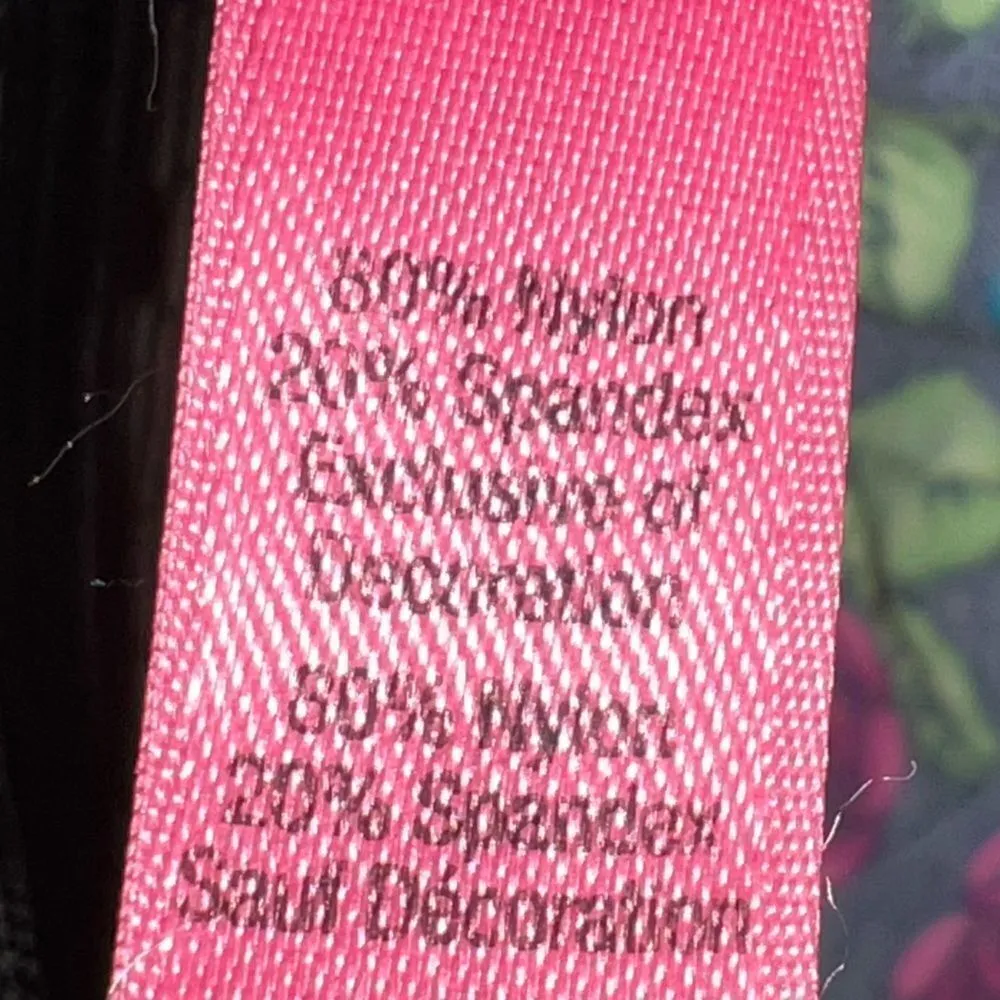 80% Nylon
20% Spandex
Exclusive of
Decoration
80% Nylon
20% Spandex
Sauf Décoration